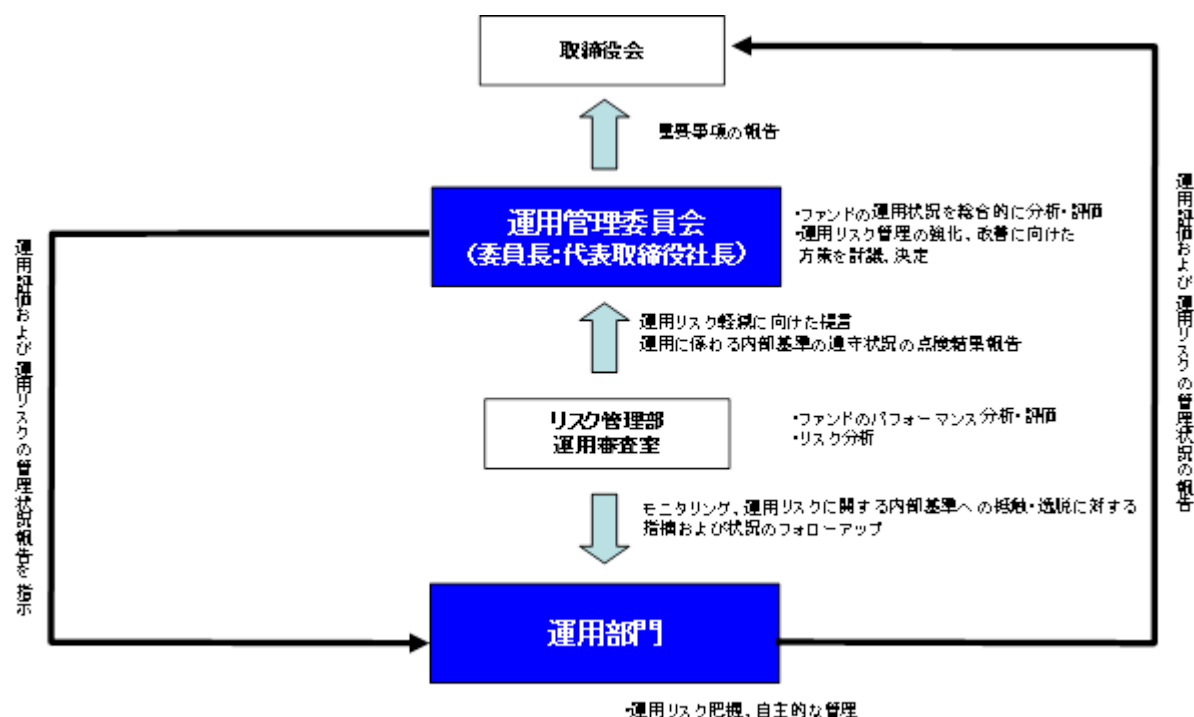 取締役会
重要事項の報告
運用管理委員会
（委員長：代表取締役社長）
・ファンドの運用状況を総合的に分析・評価
・運用リスク管理の強化、改善に向けた
方策を討議、決定
運用リスク軽減に向けた提言
運用に係わる内部基準の遵守状況の点検結果報告
リスク管理部
運用審査室
・ファンドのパフォーマンス分析・評価
・リスク分析
モニタリング、運用リスクに関する内部基準への抵触・逸脱に対する
指摘および状況のフォローアップ
運用部門
・運用リスク把握、自主的な管理
運用評価および運用リスクの管理状況報告を指示
運用評価および運用リスクの管理状況の報告